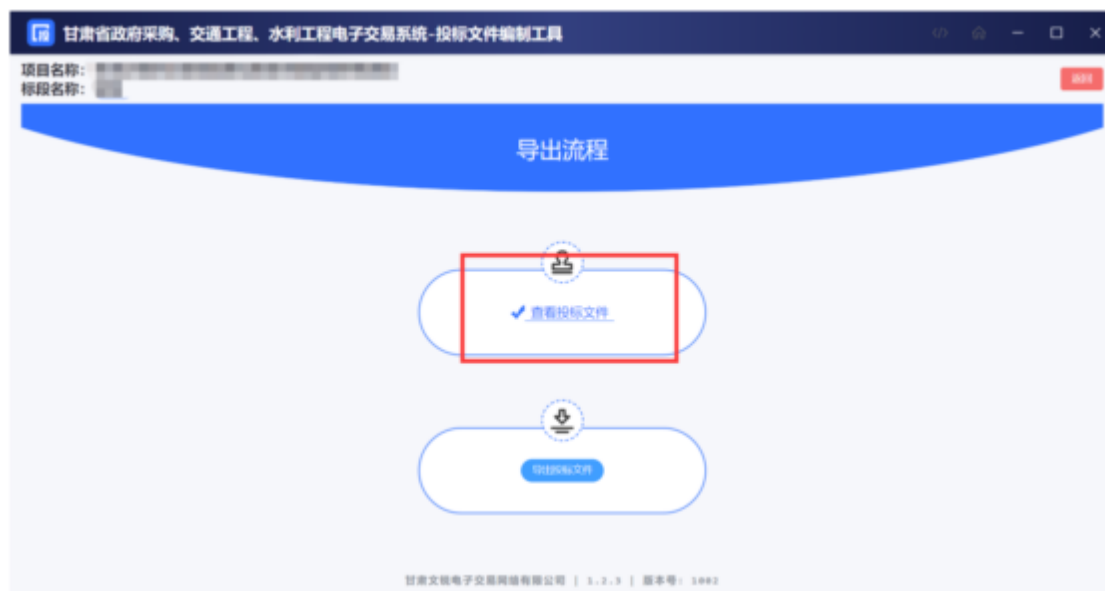 甘肃省政府采购、交通工程、水利工程电子交易系统-投标文件编制工具
项目名称：
标段名称：
返回
导出流程
查看投标文件
导出投标文件
甘肃文锐电子交易网络有限公司 | 1.2.3 | 版本号: 1002